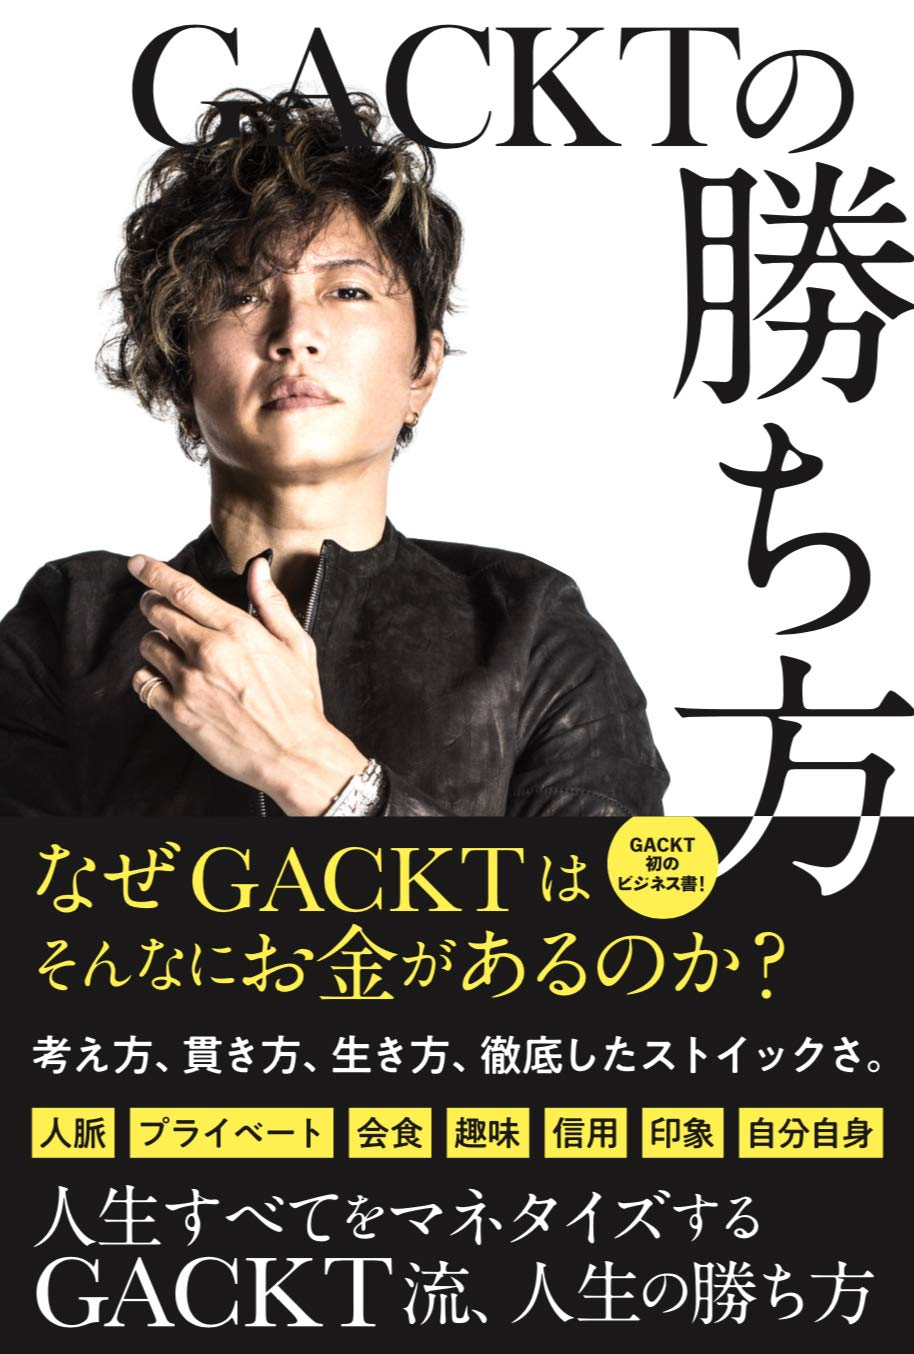 GACKTの
勝ち方
なぜGACKTは
そんなにお金があるのか?
GACKT
初の
ビジネス書!
考え方、貫き方、生き方、徹底したストイックさ。
人脈 プライベート 会食 趣味 信用 印象 自分自身
人生すべてをマネタイズする
GACKT流、人生の勝ち方